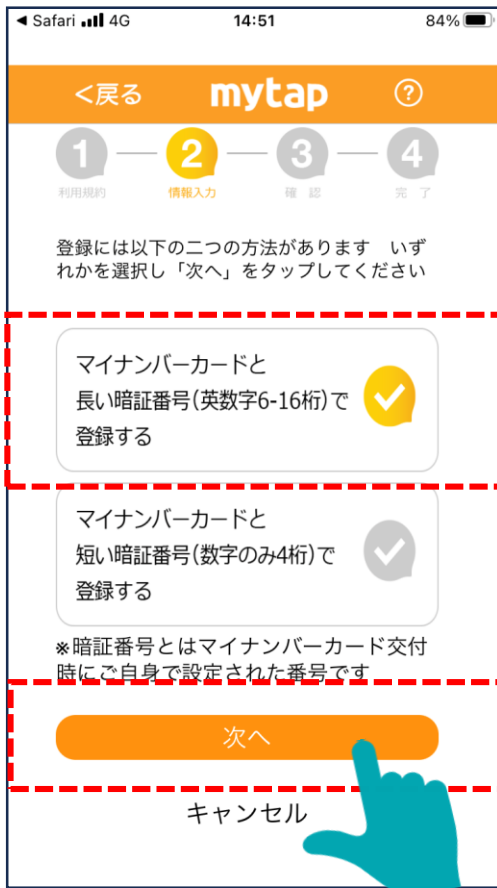 ◀ Safari 4G 14:51 84%
<戻る mytap ?
1 2 3 4
利用規約 情報入力 確 認 完 了
登録には以下の二つの方法があります　いず
れかを選択し「次へ」をタップしてください
マイナンバーカードと
長い暗証番号(英数字6-16桁)で
登録する
マイナンバーカードと
短い暗証番号(数字のみ4桁)で
登録する
※暗証番号とはマイナンバーカード交付
時にご自身で設定された番号です
次へ
キャンセル